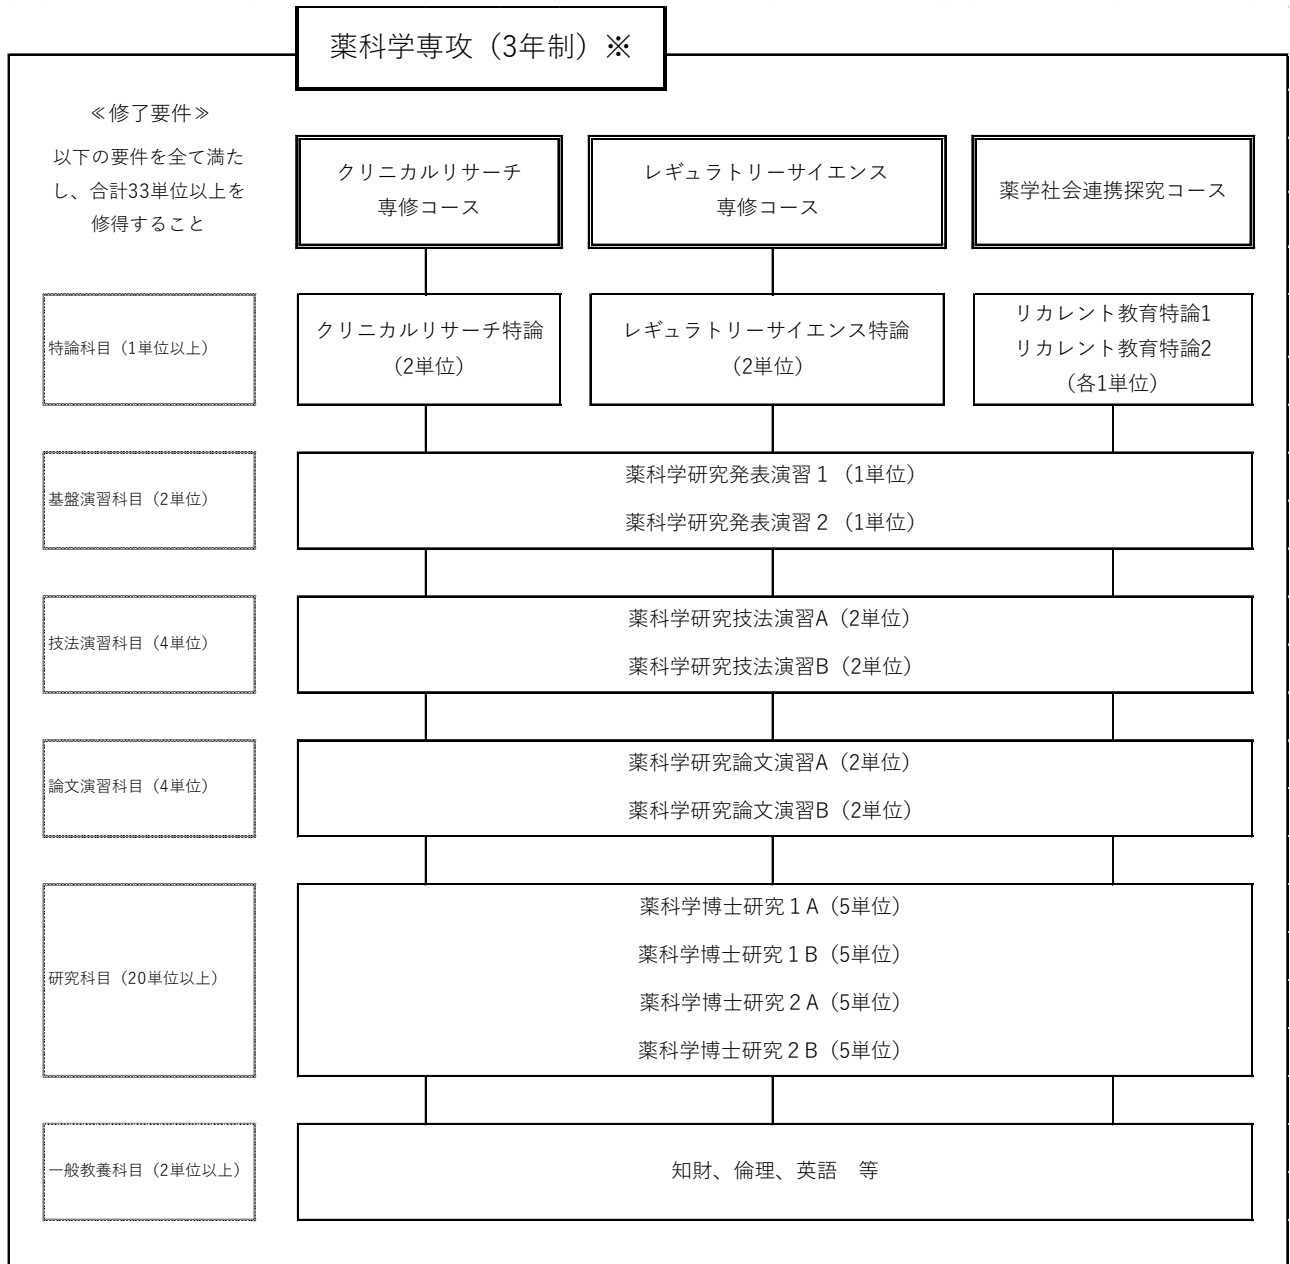 薬科学専攻（3年制）※
≪修了要件≫
以下の要件を全て満た
し、合計33単位以上を
修得すること
クリニカルリサーチ
専修コース
レギュラトリーサイエンス
専修コース
薬学社会連携探究コース
特論科目（1単位以上）
クリニカルリサーチ特論
（2単位）
レギュラトリーサイエンス特論
（2単位）
リカレント教育特論1
リカレント教育特論2
（各1単位）
基盤演習科目（2単位）
薬科学研究発表演習１（1単位）
薬科学研究発表演習２（1単位）
技法演習科目（4単位）
薬科学研究技法演習A（2単位）
薬科学研究技法演習B（2単位）
論文演習科目（4単位）
薬科学研究論文演習A（2単位）
薬科学研究論文演習B（2単位）
研究科目（20単位以上）
薬科学博士研究１A（5単位）
薬科学博士研究１B（5単位）
薬科学博士研究２A（5単位）
薬科学博士研究２B（5単位）
一般教養科目（2単位以上）
知財、倫理、英語　等